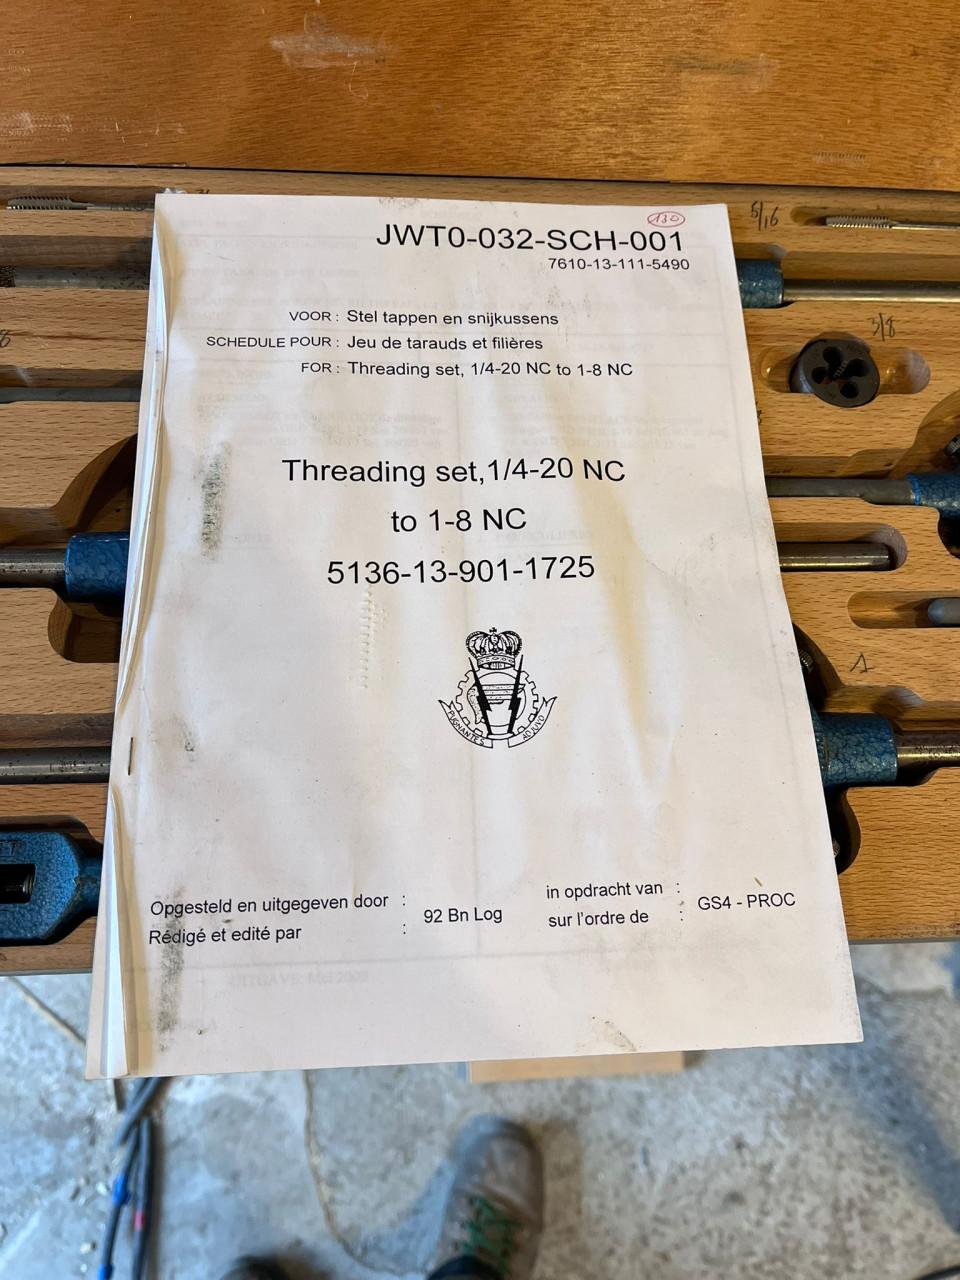 130
JWT0-032-SCH-001
7610-13-111-5490
VOOR : Stel tappen en snijkussens
SCHEDULE POUR : Jeu de tarauds et filières
FOR : Threading set, 1/4-20 NC to 1-8 NC
Threading set,1/4-20 NC
to 1-8 NC
5136-13-901-1725
PUGNANTES ADJUVO
Opgesteld en uitgegeven door :
Rédigé et edité par :
92 Bn Log
in opdracht van :
sur l'ordre de :
GS4 - PROC
5/16
3/8
1